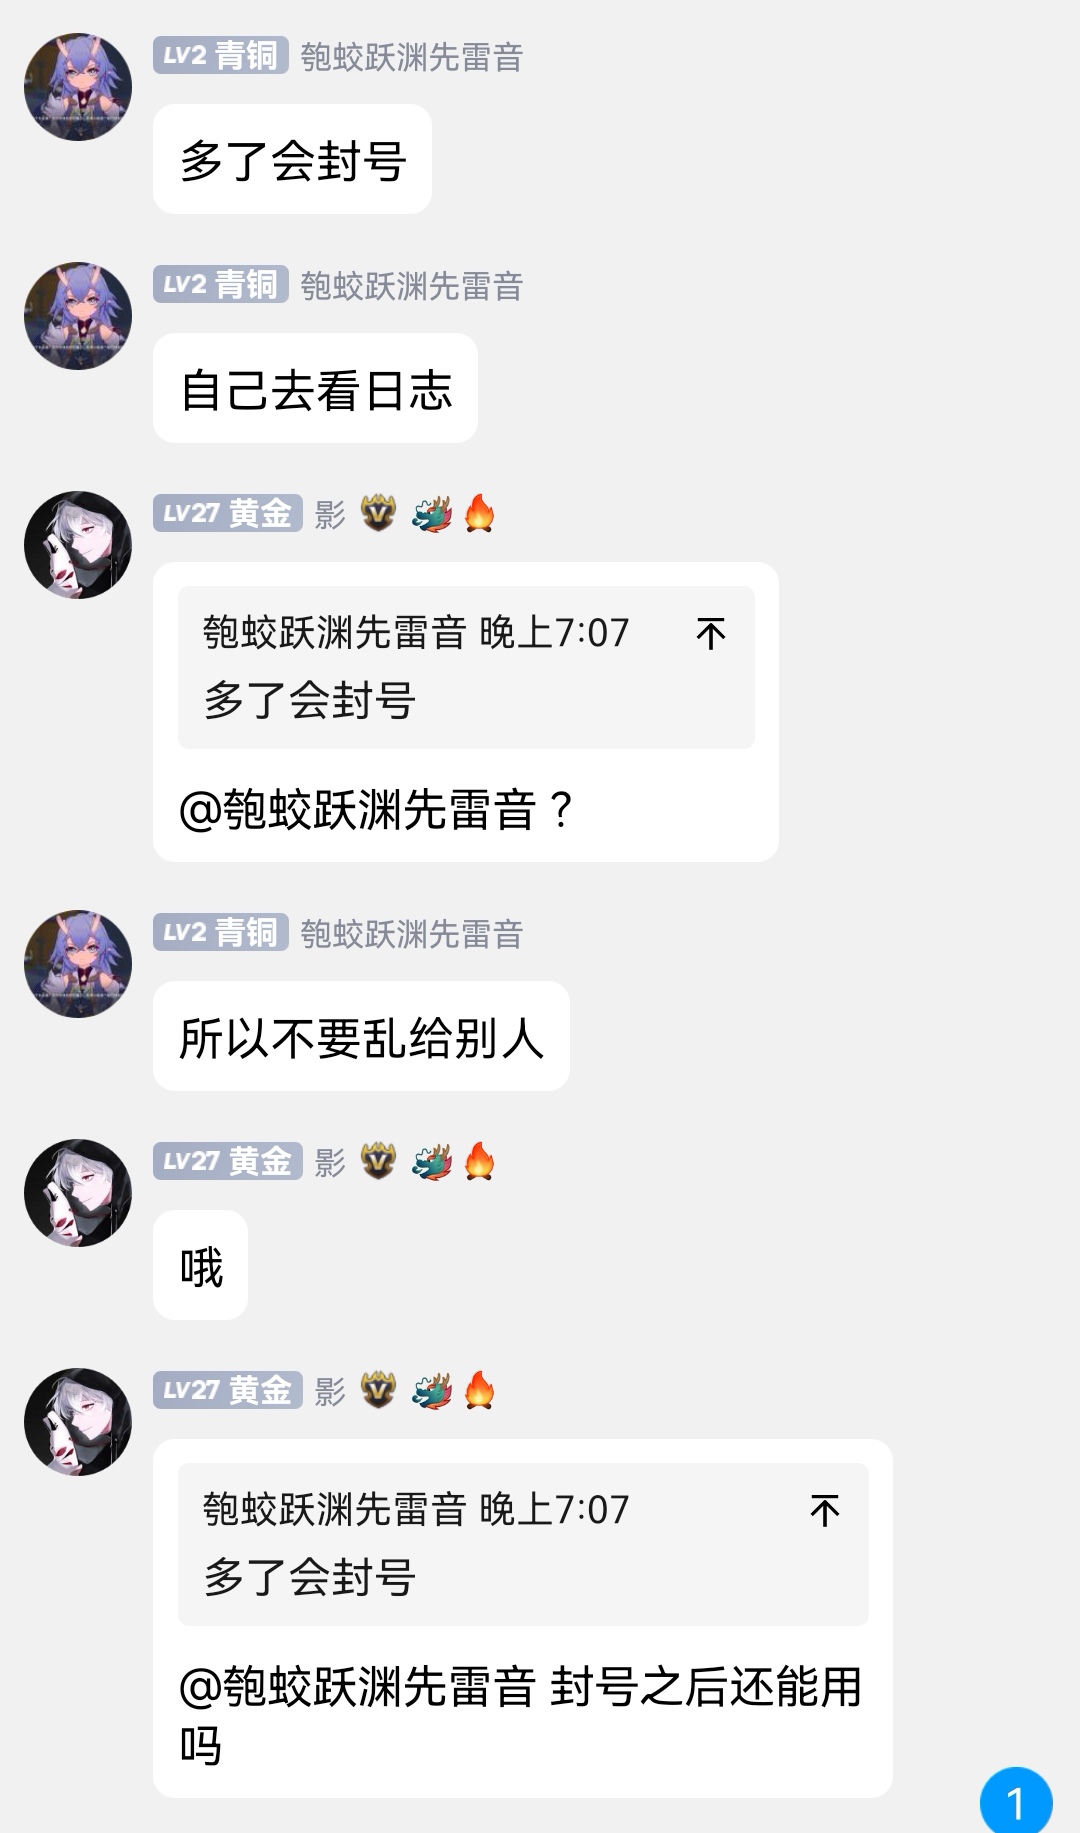 LV2 青铜 匏蛟跃渊先雷音
多了会封号
LV2 青铜 匏蛟跃渊先雷音
自己去看日志
LV27 黄金 影
匏蛟跃渊先雷音 晚上7:07
多了会封号
@匏蛟跃渊先雷音 ？
LV2 青铜 匏蛟跃渊先雷音
所以不要乱给别人
LV27 黄金 影
哦
LV27 黄金 影
匏蛟跃渊先雷音 晚上7:07
多了会封号
@匏蛟跃渊先雷音 封号之后还能用
吗
1